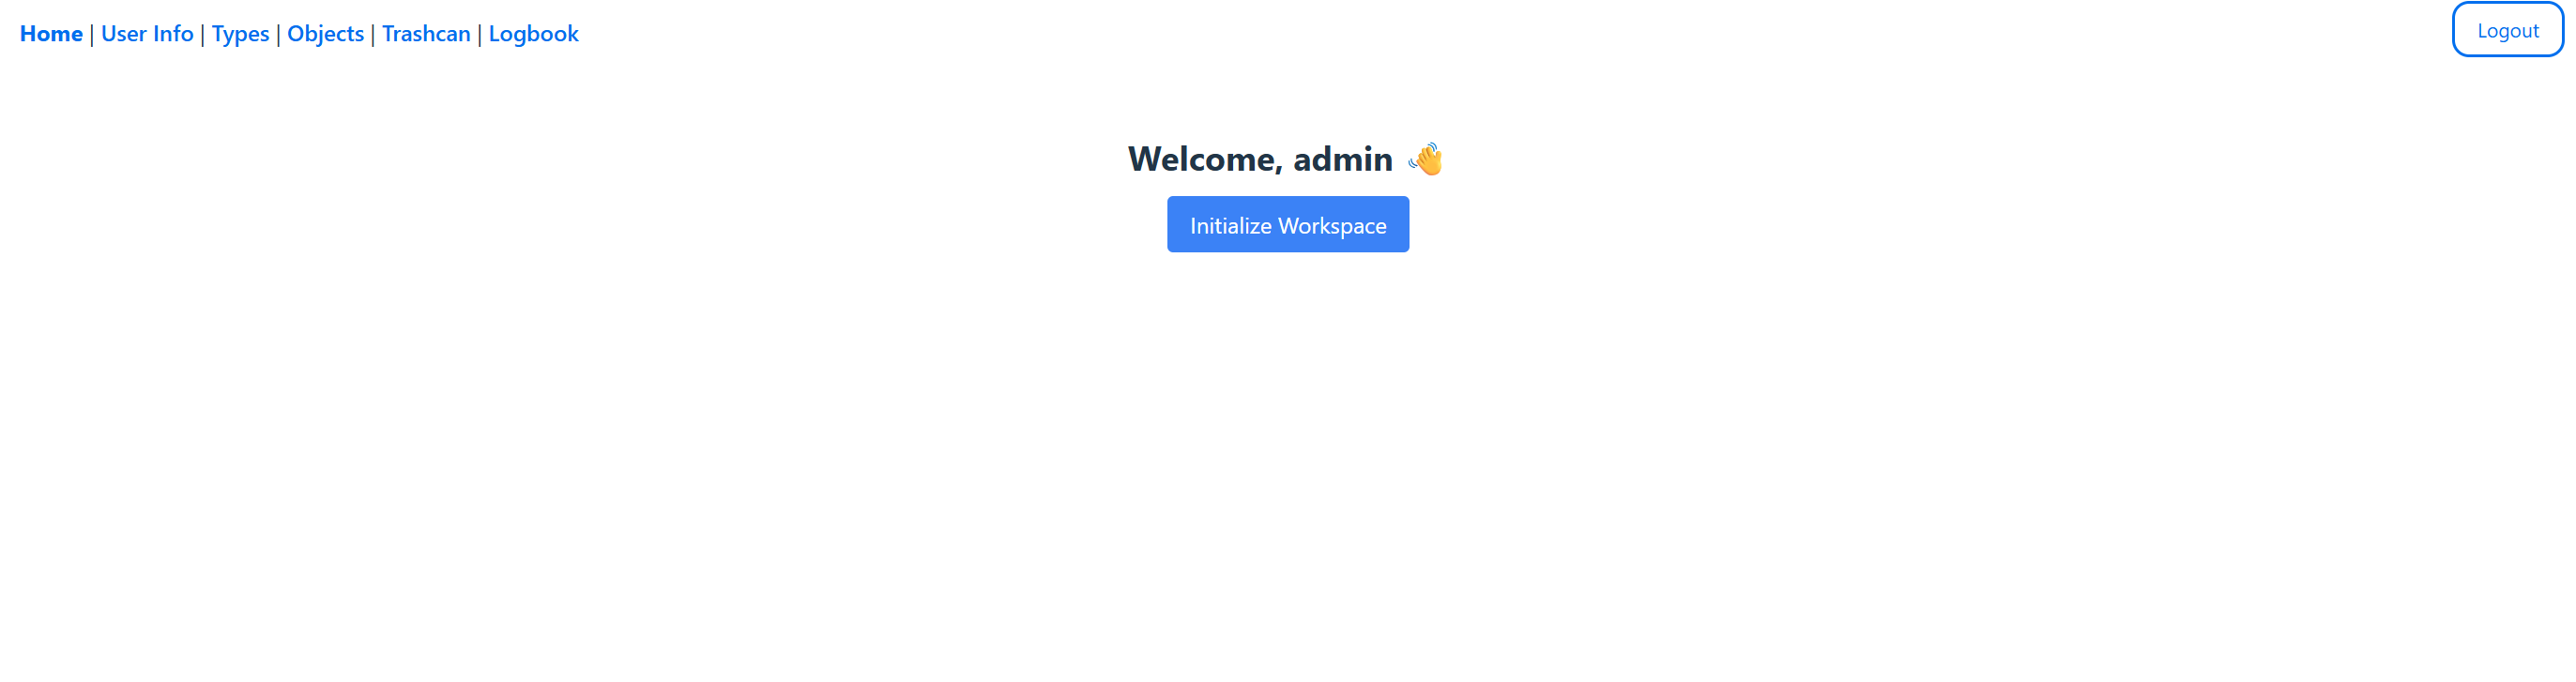 Home | User Info | Types | Objects | Trashcan | Logbook
Logout
Welcome, admin 👋
Initialize Workspace